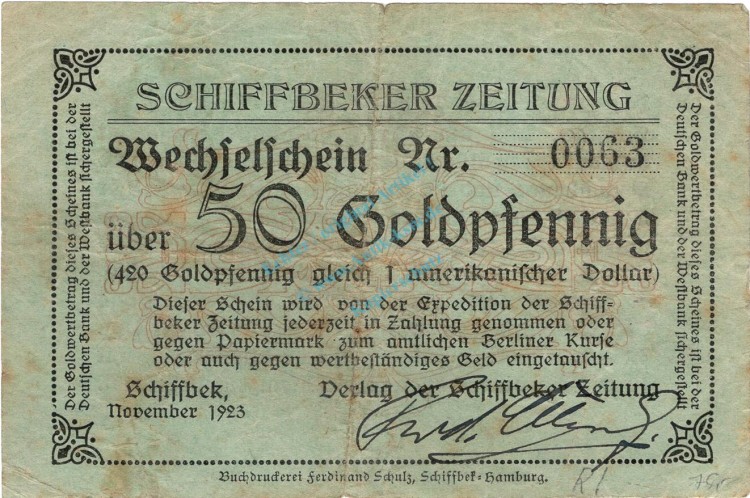 SCHIFFBEKER ZEITUNG
Wechselschein Nr. 0063
über 50 Goldpfennig
(420 Goldpfennig gleich 1 amerikanischer Dollar)
Dieser Schein wird von der Expedition der Schiff-
beker Zeitung jederzeit in Zahlung genommen oder
gegen Papiermark zum amtlichen Berliner Kurse
oder auch gegen wertbeständiges Geld eingetauscht.
Schiffbek, Verlag der Schiffbeker Zeitung
November 1923
Der Goldwertbetrag dieses Scheines ist bei der
Deutschen Bank und der Westbank sichergestellt
Der Goldwertbetrag dieses Scheines ist bei der
Deutschen Bank und der Westbank sichergestellt
Buchdruckerei Ferdinand Schulz, Schiffbek-Hamburg.